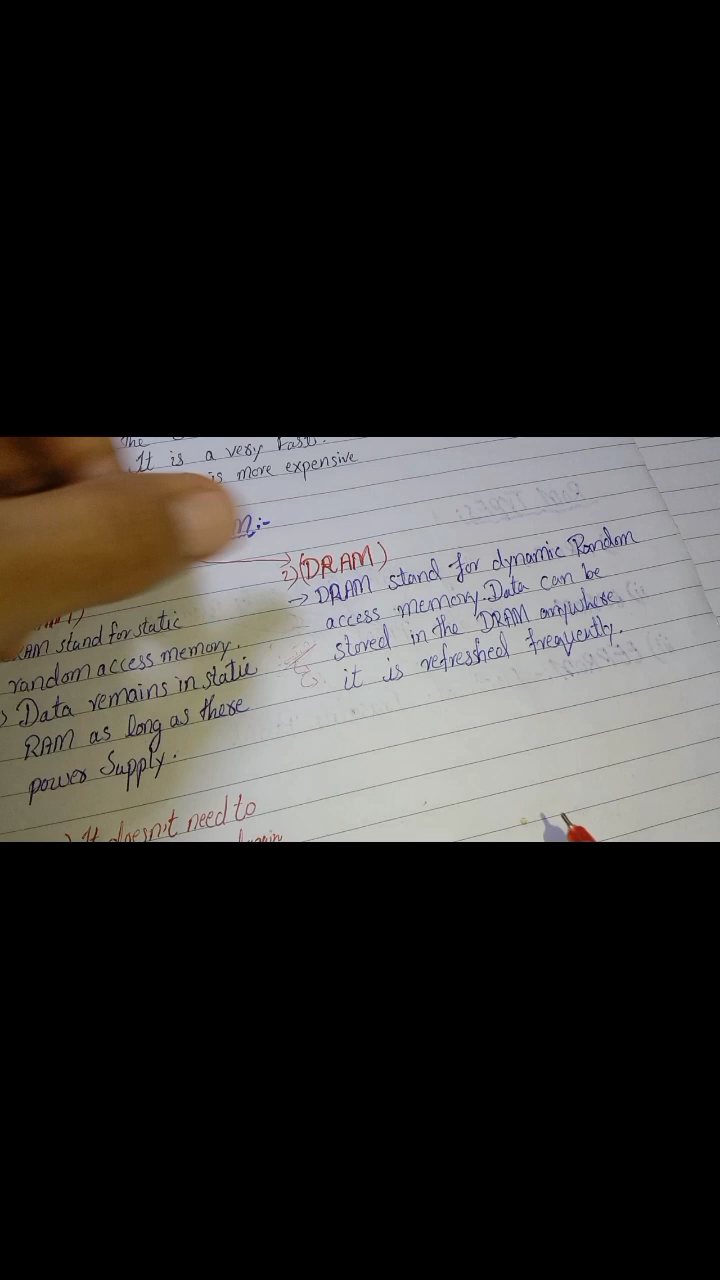 the
It is a very fast.
is more expensive
m:-
2) (DRAM)
→ DRAM stand for dynamic Random
access memory. Data can be
stored in the DRAM anywhere
it is refreshed frequently.
RAM stand for static
random access memory.
) Data remains in static
RAM as long as there
power Supply.
) It doesn't need to